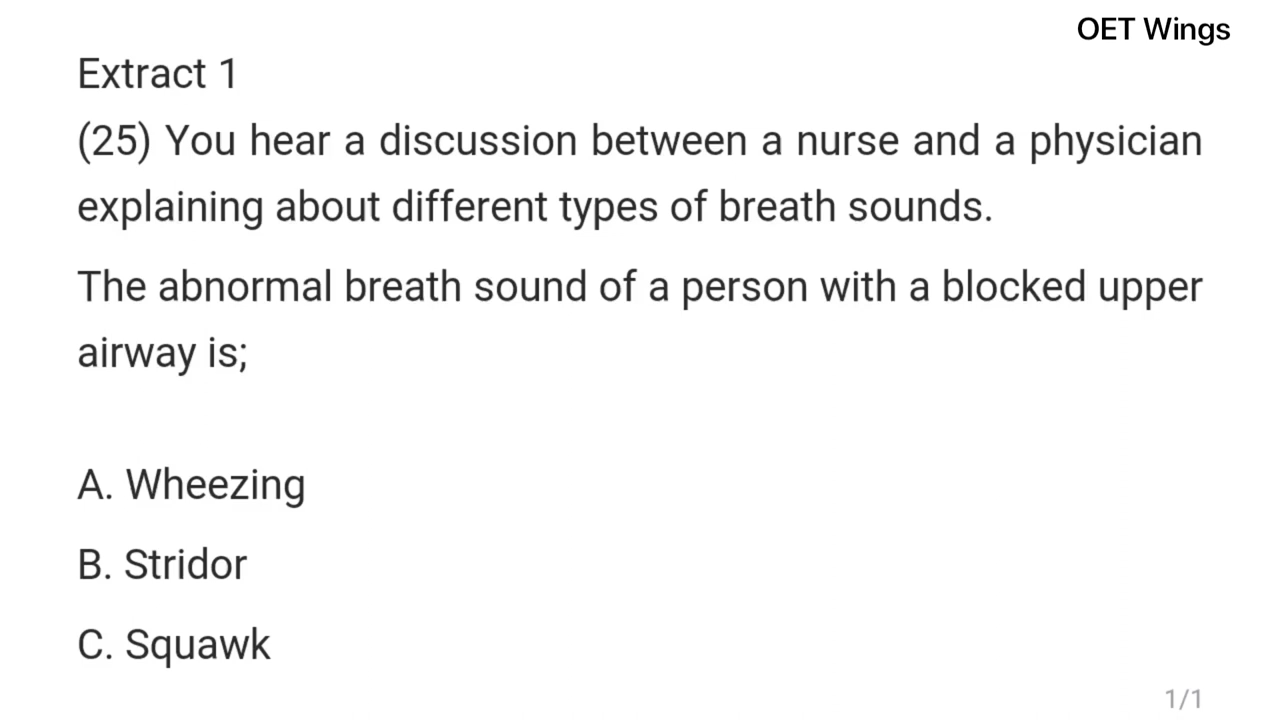 OET Wings
Extract 1
(25) You hear a discussion between a nurse and a physician
explaining about different types of breath sounds.
The abnormal breath sound of a person with a blocked upper
airway is;
A. Wheezing
B. Stridor
C. Squawk
1/1